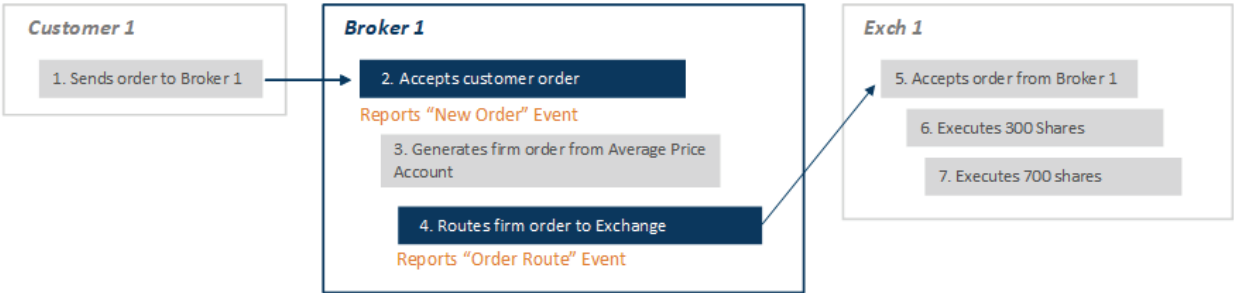 Customer 1
1. Sends order to Broker 1
Broker 1
2. Accepts customer order
Reports “New Order” Event
3. Generates firm order from Average Price
Account
4. Routes firm order to Exchange
Reports “Order Route” Event
Exch 1
5. Accepts order from Broker 1
6. Executes 300 Shares
7. Executes 700 shares